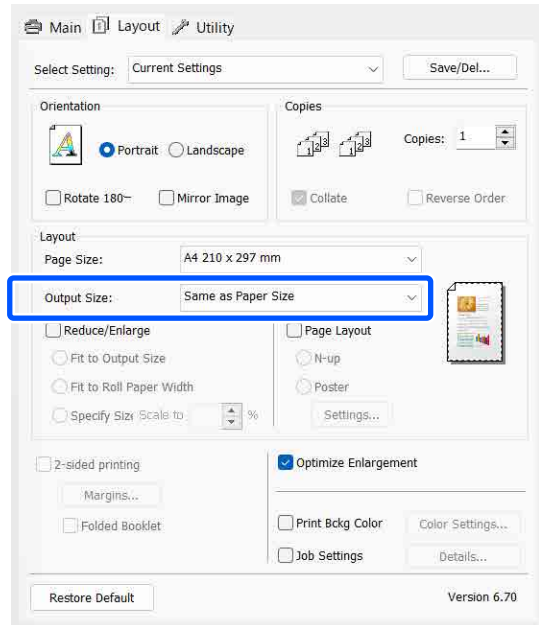 Main Layout Utility
Select Setting: Current Settings Save/Del...
Orientation
Portrait Landscape
Rotate 180~ Mirror Image
Copies
Copies: 1
Collate Reverse Order
Layout
Page Size: A4 210 x 297 mm
Output Size: Same as Paper Size
Reduce/Enlarge
Fit to Output Size
Fit to Roll Paper Width
Specify Size Scale to %
Page Layout
N-up
Poster
Settings...
2-sided printing
Margins...
Folded Booklet
Optimize Enlargement
Print Bckg Color Color Settings...
Job Settings Details...
Restore Default Version 6.70